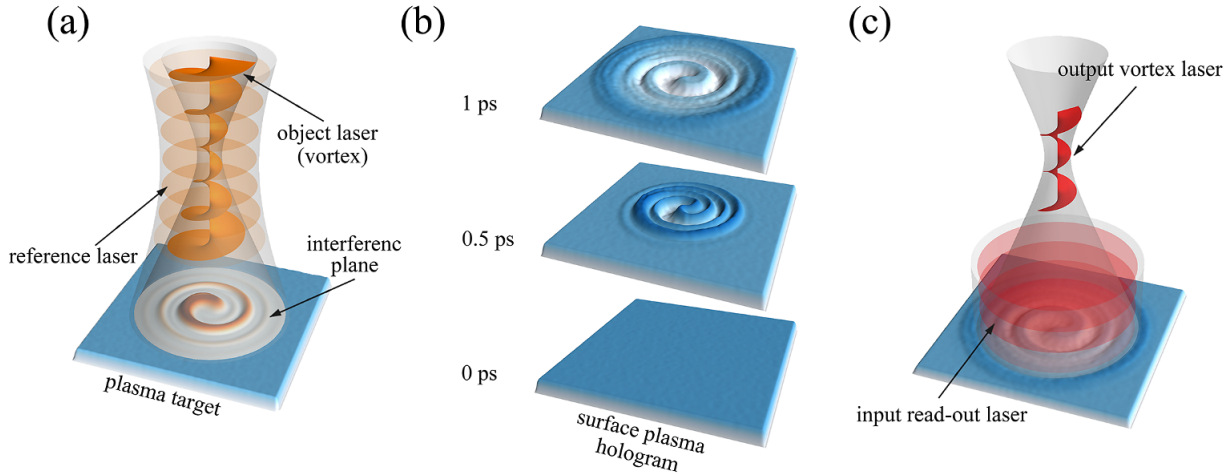 (a)
object laser
(vortex)
reference laser
interferenc
plane
plasma target
(b)
1 ps
0.5 ps
0 ps
surface plasma
hologram
(c)
output vortex laser
input read-out laser